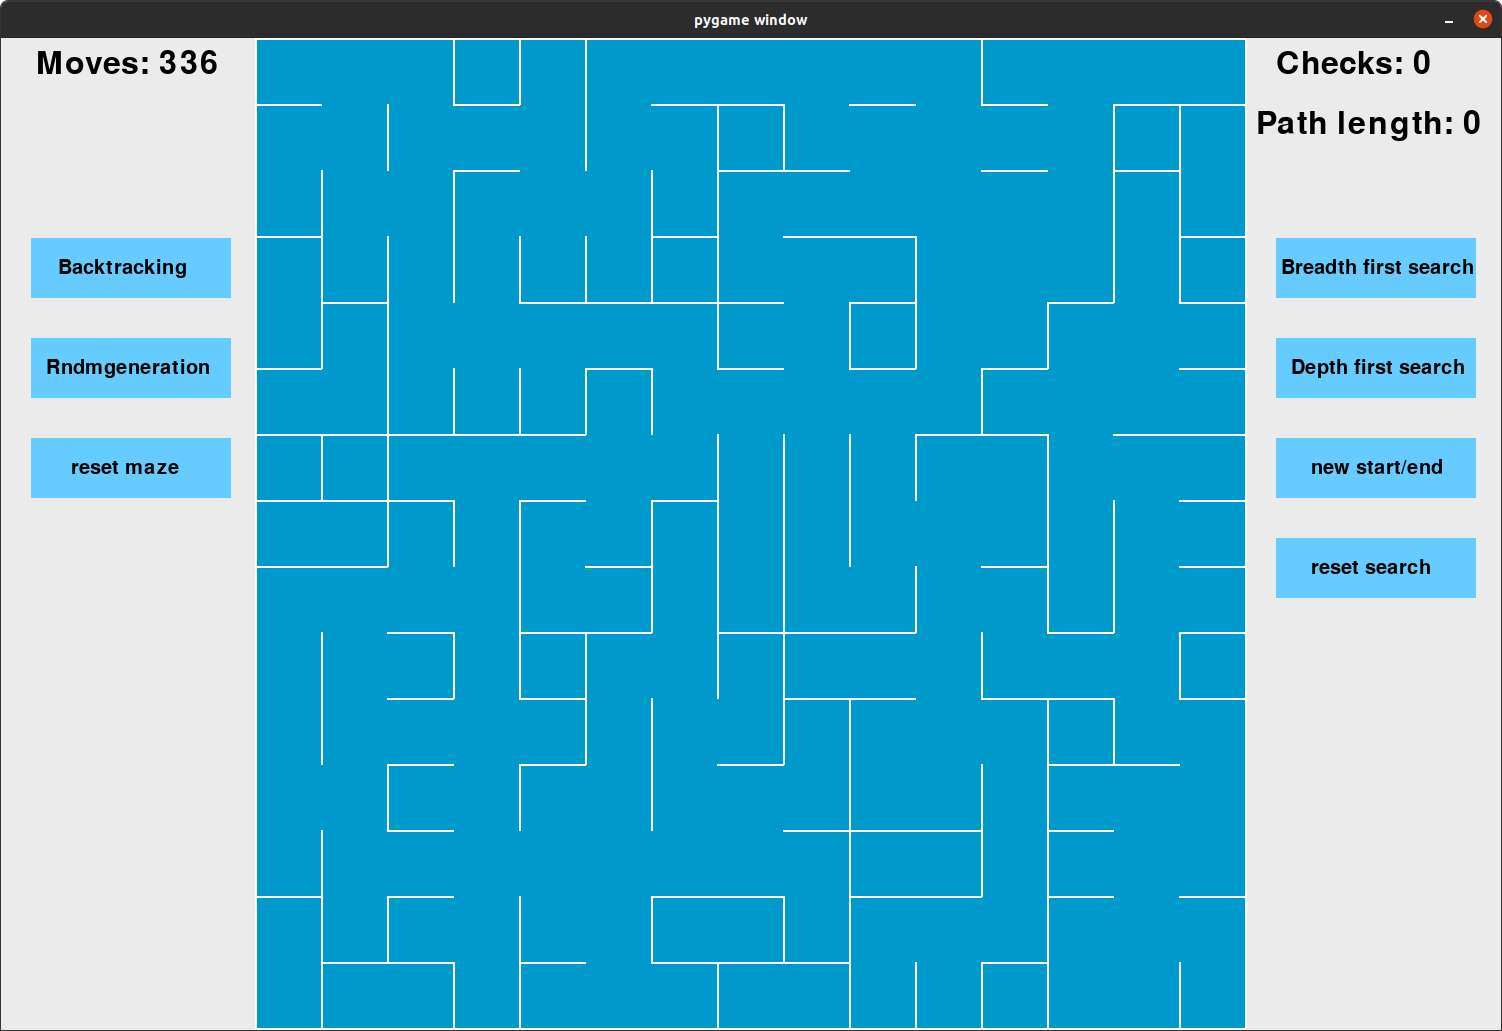 pygame window
Moves: 336
Checks: 0
Path length: 0
Backtracking
Breadth first search
Rndmgeneration
Depth first search
reset maze
new start/end
reset search